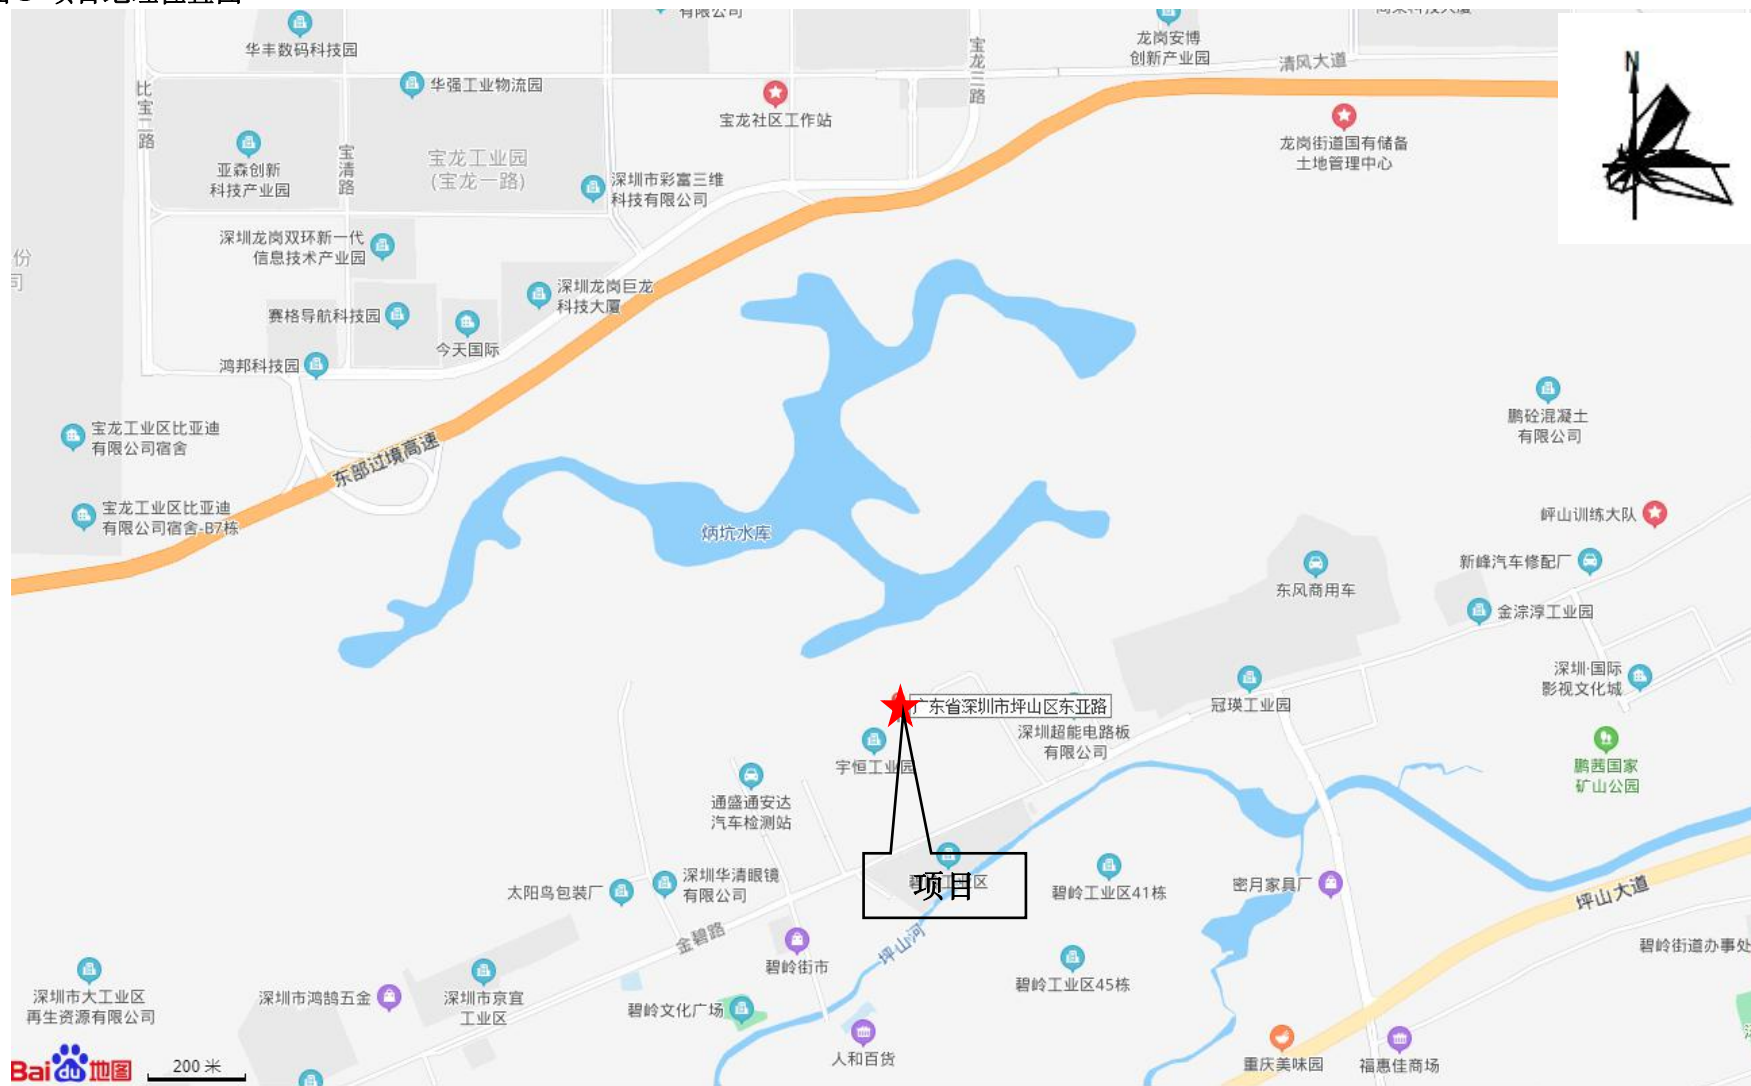 项目地理位置图
有限公司
华丰数码科技园
华强工业物流园
宝龙社区工作站
宝龙二路
龙岗安博
创新产业园
清风大道
N
比宝二路
亚森创新
科技产业园
宝清路
宝龙工业园
(宝龙一路)
深圳市彩富三维
科技有限公司
龙岗街道国有储备
土地管理中心
份
司
深圳龙岗双环新一代
信息技术产业园
深圳龙岗巨龙
科技大厦
赛格导航科技园
今天国际
鸿邦科技园
宝龙工业区比亚迪
有限公司宿舍
东部过境高速
宝龙工业区比亚迪
有限公司宿舍-B7栋
炳坑水库
鹏砼混凝土
有限公司
岼山训练大队
新峰汽车修配厂
东风商用车
金淙淳工业园
深圳·国际
影视文化城
广东省深圳市坪山区东亚路
冠瑛工业园
深圳超能电路板
有限公司
宇恒工业园
鹏茜国家
矿山公园
通盛通安达
汽车检测站
深圳华清眼镜
有限公司
太阳鸟包装厂
项目
碧岭工业区41栋
密月家具厂
坪山大道
金碧路
坪山河
碧岭街市
碧岭工业区45栋
碧岭街道办事处
深圳市大工业区
再生资源有限公司
深圳市鸿鹄五金
深圳市京宜
工业区
碧岭文化广场
人和百货
重庆美味园
福惠佳商场
Bai du 地图
200 米